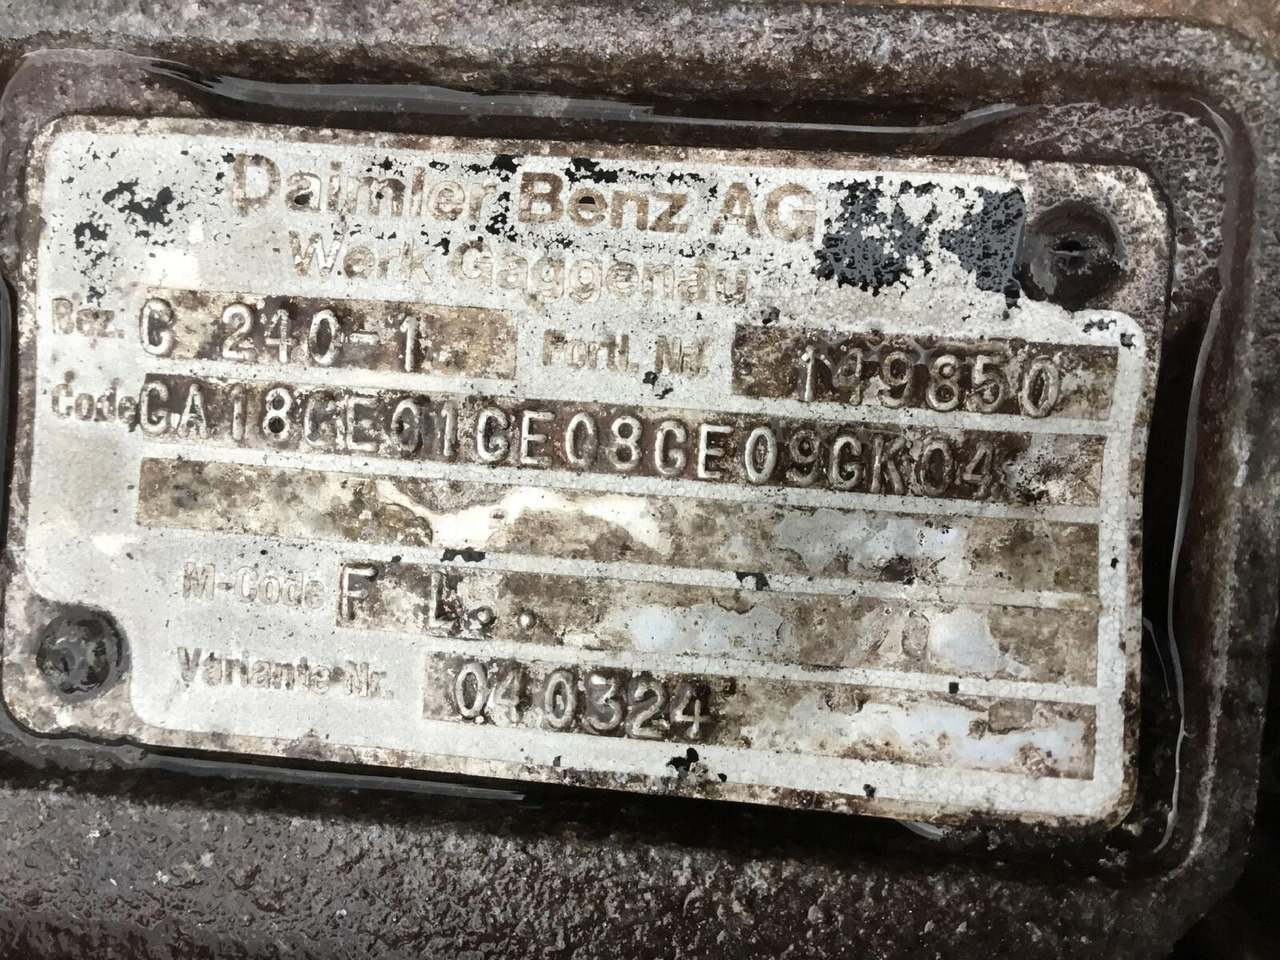 Daimler Benz AG
Werk Gaggenau
Bez. G 240-1. Fortl. Nr. 149850
Code GA18GE01GE08GE09GK04
M-Code F L..
Variante Nr. 040324